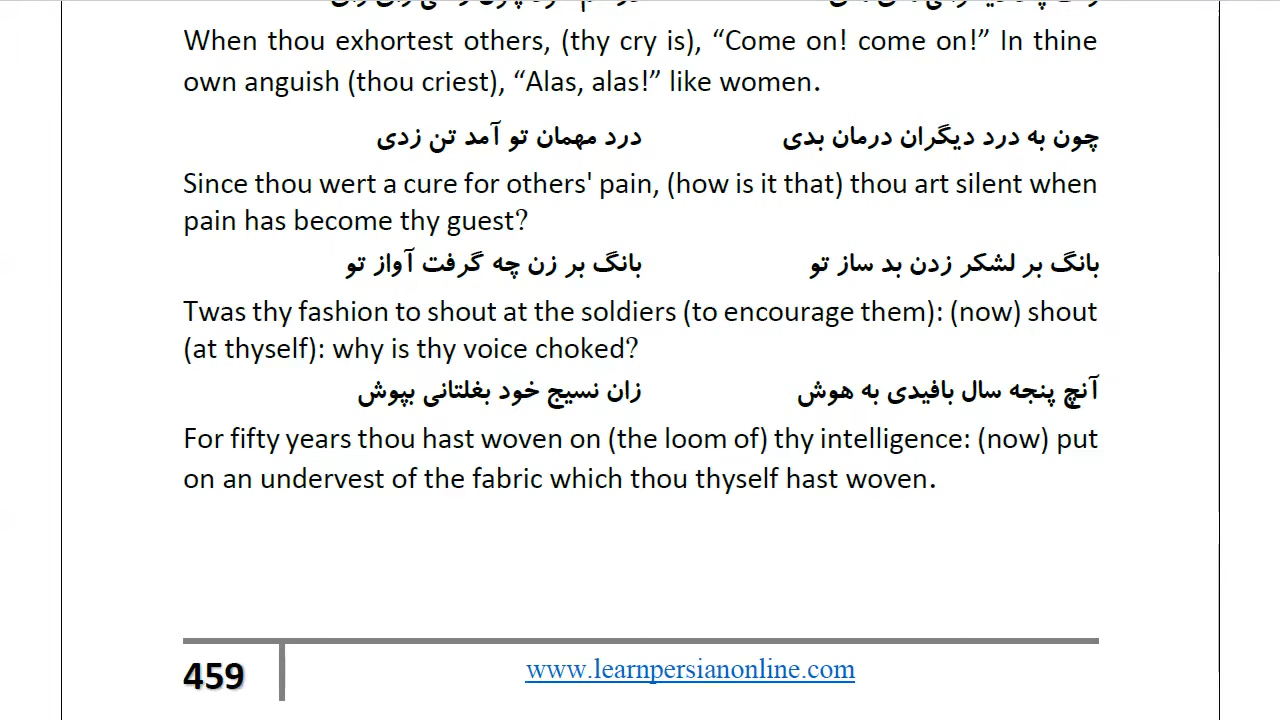 When thou exhortest others, (thy cry is), “Come on! come on!” In thine
own anguish (thou criest), “Alas, alas!” like women.
چون به درد دیگران درمان بدی درد مهمان تو آمد تن زدی
Since thou wert a cure for others' pain, (how is it that) thou art silent when
pain has become thy guest?
بانگ بر لشکر زدن بد ساز تو بانگ بر زن چه گرفت آواز تو
Twas thy fashion to shout at the soldiers (to encourage them): (now) shout
(at thyself): why is thy voice choked?
آنچ پنجه سال بافیدی به هوش زان نسیج خود بغلتانی بپوش
For fifty years thou hast woven on (the loom of) thy intelligence: (now) put
on an undervest of the fabric which thou thyself hast woven.
459 www.learnpersianonline.com